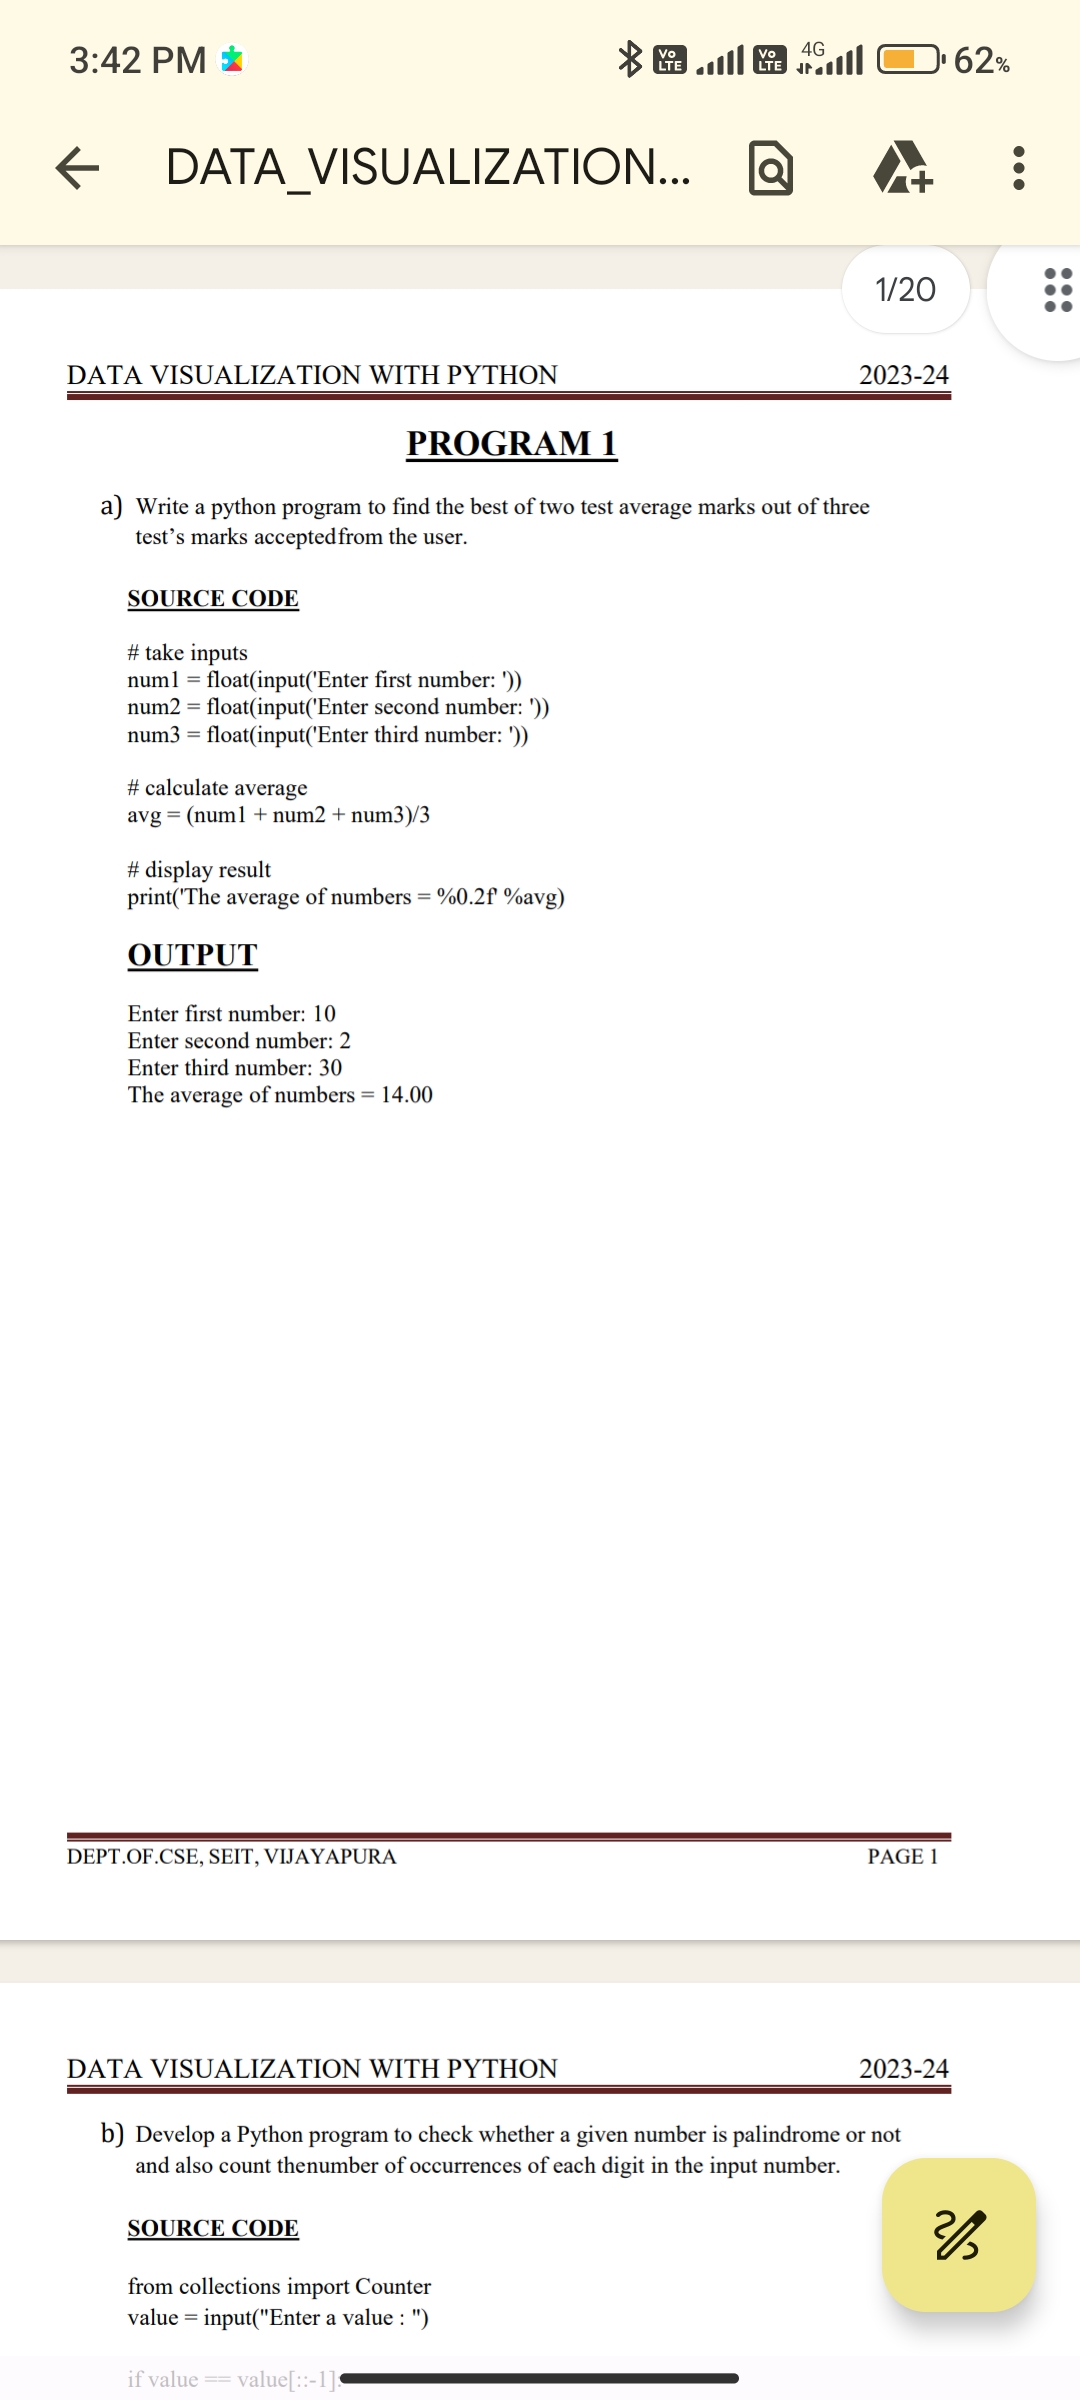 3:42 PM
Vo LTE Vo LTE 4G 62%
DATA_VISUALIZATION...
1/20
DATA VISUALIZATION WITH PYTHON 2023-24
PROGRAM 1
a) Write a python program to find the best of two test average marks out of three
test’s marks acceptedfrom the user.
SOURCE CODE
# take inputs
num1 = float(input('Enter first number: '))
num2 = float(input('Enter second number: '))
num3 = float(input('Enter third number: '))
# calculate average
avg = (num1 + num2 + num3)/3
# display result
print('The average of numbers = %0.2f' %avg)
OUTPUT
Enter first number: 10
Enter second number: 2
Enter third number: 30
The average of numbers = 14.00
DEPT.OF.CSE, SEIT, VIJAYAPURA PAGE 1
DATA VISUALIZATION WITH PYTHON 2023-24
b) Develop a Python program to check whether a given number is palindrome or not
and also count thenumber of occurrences of each digit in the input number.
SOURCE CODE
from collections import Counter
value = input("Enter a value : ")
if value == value[::-1]: